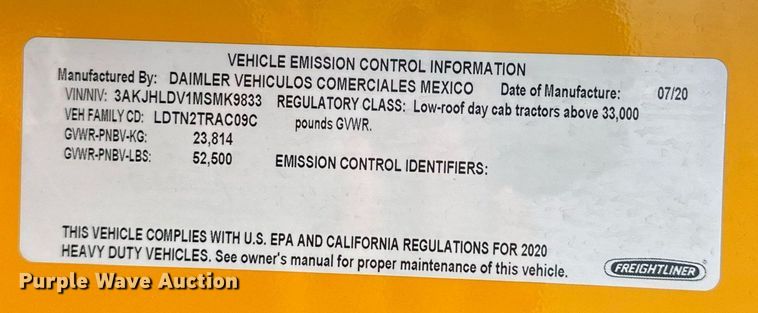 VEHICLE EMISSION CONTROL INFORMATION
Manufactured By: DAIMLER VEHICULOS COMERCIALES MEXICO Date of Manufacture: 07/20
VIN/NIV: 3AKJHLDV1MSMK9833 REGULATORY CLASS: Low-roof day cab tractors above 33,000
VEH FAMILY CD: LDTN2TRAC09C pounds GVWR.
GVWR-PNBV-KG: 23,814
GVWR-PNBV-LBS: 52,500 EMISSION CONTROL IDENTIFIERS:
THIS VEHICLE COMPLIES WITH U.S. EPA AND CALIFORNIA REGULATIONS FOR 2020
HEAVY DUTY VEHICLES. See owner's manual for proper maintenance of this vehicle.
FREIGHTLINER
Purple Wave Auction